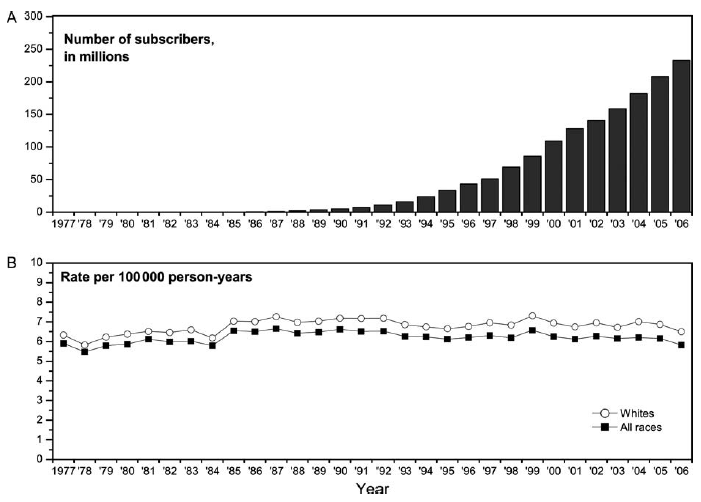 A
300
Number of subscribers,
in millions
250
200
150
100
50
0
1977 '78 '79 '80 '81 '82 '83 '84 '85 '86 '87 '88 '89 '90 '91 '92 '93 '94 '95 '96 '97 '98 '99 '00 '01 '02 '03 '04 '05 '06
B
10
Rate per 100 000 person-years
9
8
7
6
5
4
3
2
1
0
Whites
All races
1977 '78 '79 '80 '81 '82 '83 '84 '85 '86 '87 '88 '89 '90 '91 '92 '93 '94 '95 '96 '97 '98 '99 '00 '01 '02 '03 '04 '05 '06
Year